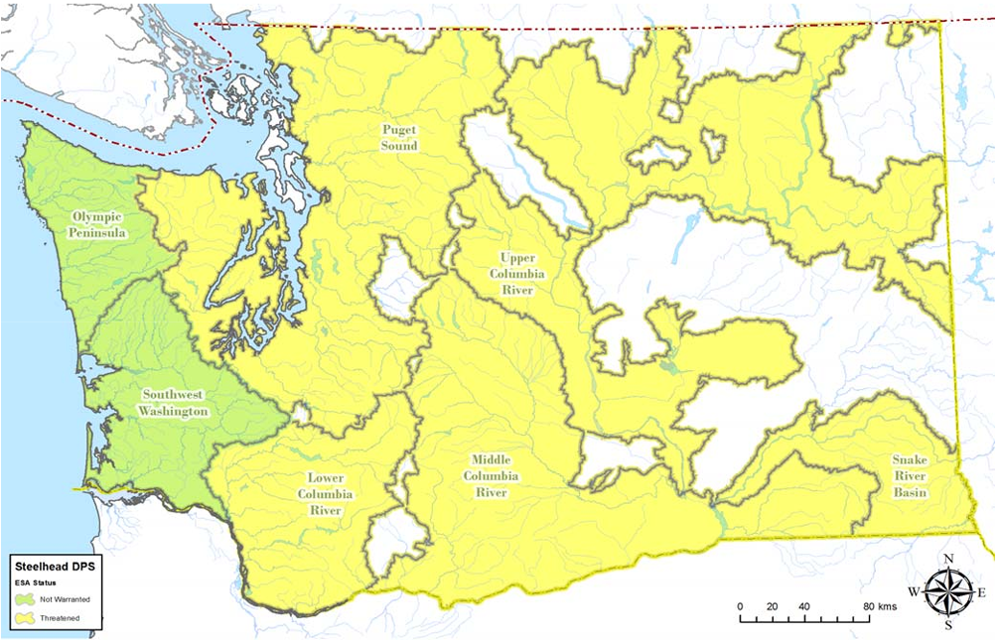 Puget
Sound
Olympic
Peninsula
Upper
Columbia
River
Southwest
Washington
Lower
Columbia
River
Middle
Columbia
River
Snake
River
Basin
Steelhead DPS
ESA Status
Not Warranted
Threatened
N
W
E
S
0 20 40 80 kms